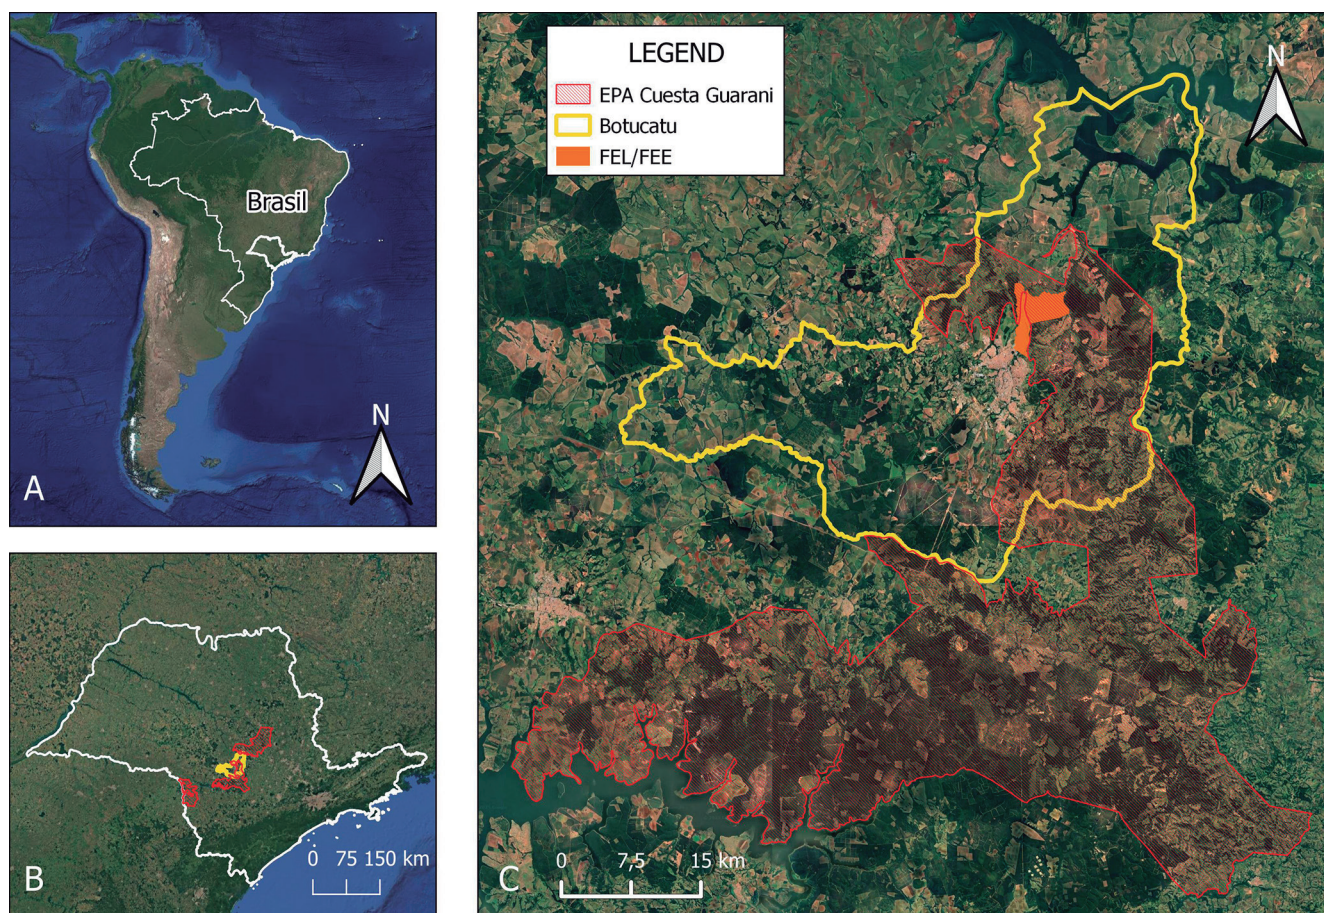 Brasil
N
A
0 75 150 km
B
LEGEND
EPA Cuesta Guarani
Botucatu
FEL/FEE
N
0 7,5 15 km
C